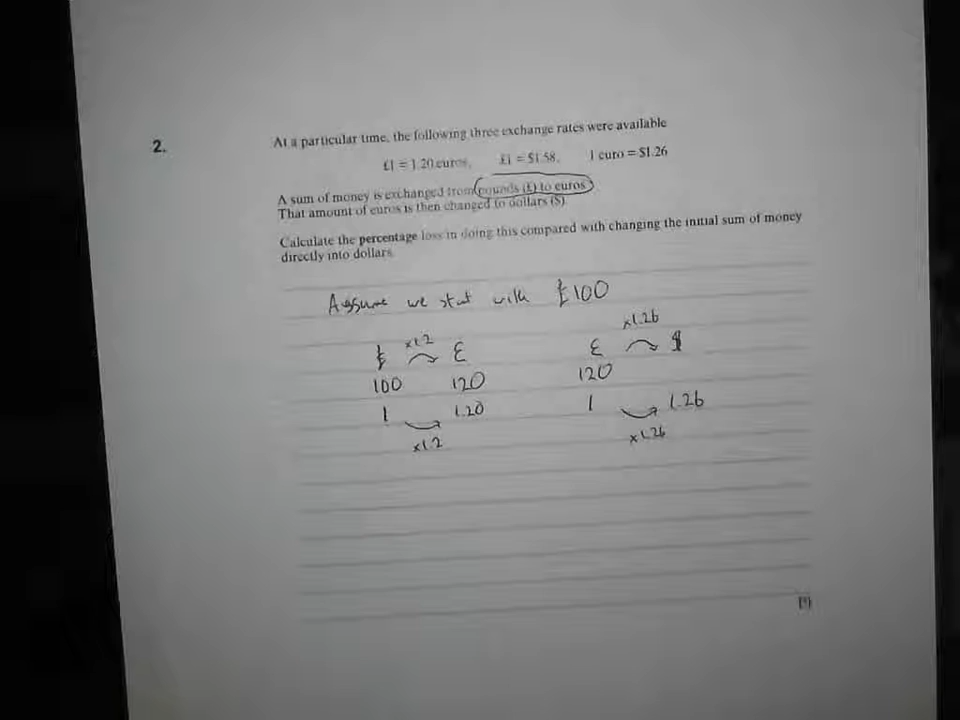 2.
At a particular time, the following three exchange rates were available
£1 = 1.20 euros, £1 = $1.58, 1 euro = $1.26
A sum of money is exchanged from pounds (£) to euros
That amount of euros is then changed to dollars ($)
Calculate the percentage loss in doing this compared with changing the initial sum of money
directly into dollars
Assume we start with £100
x1.26
x1.2
£ € € $
100 120 120
1 1.20 1 1.26
x1.2 x1.26